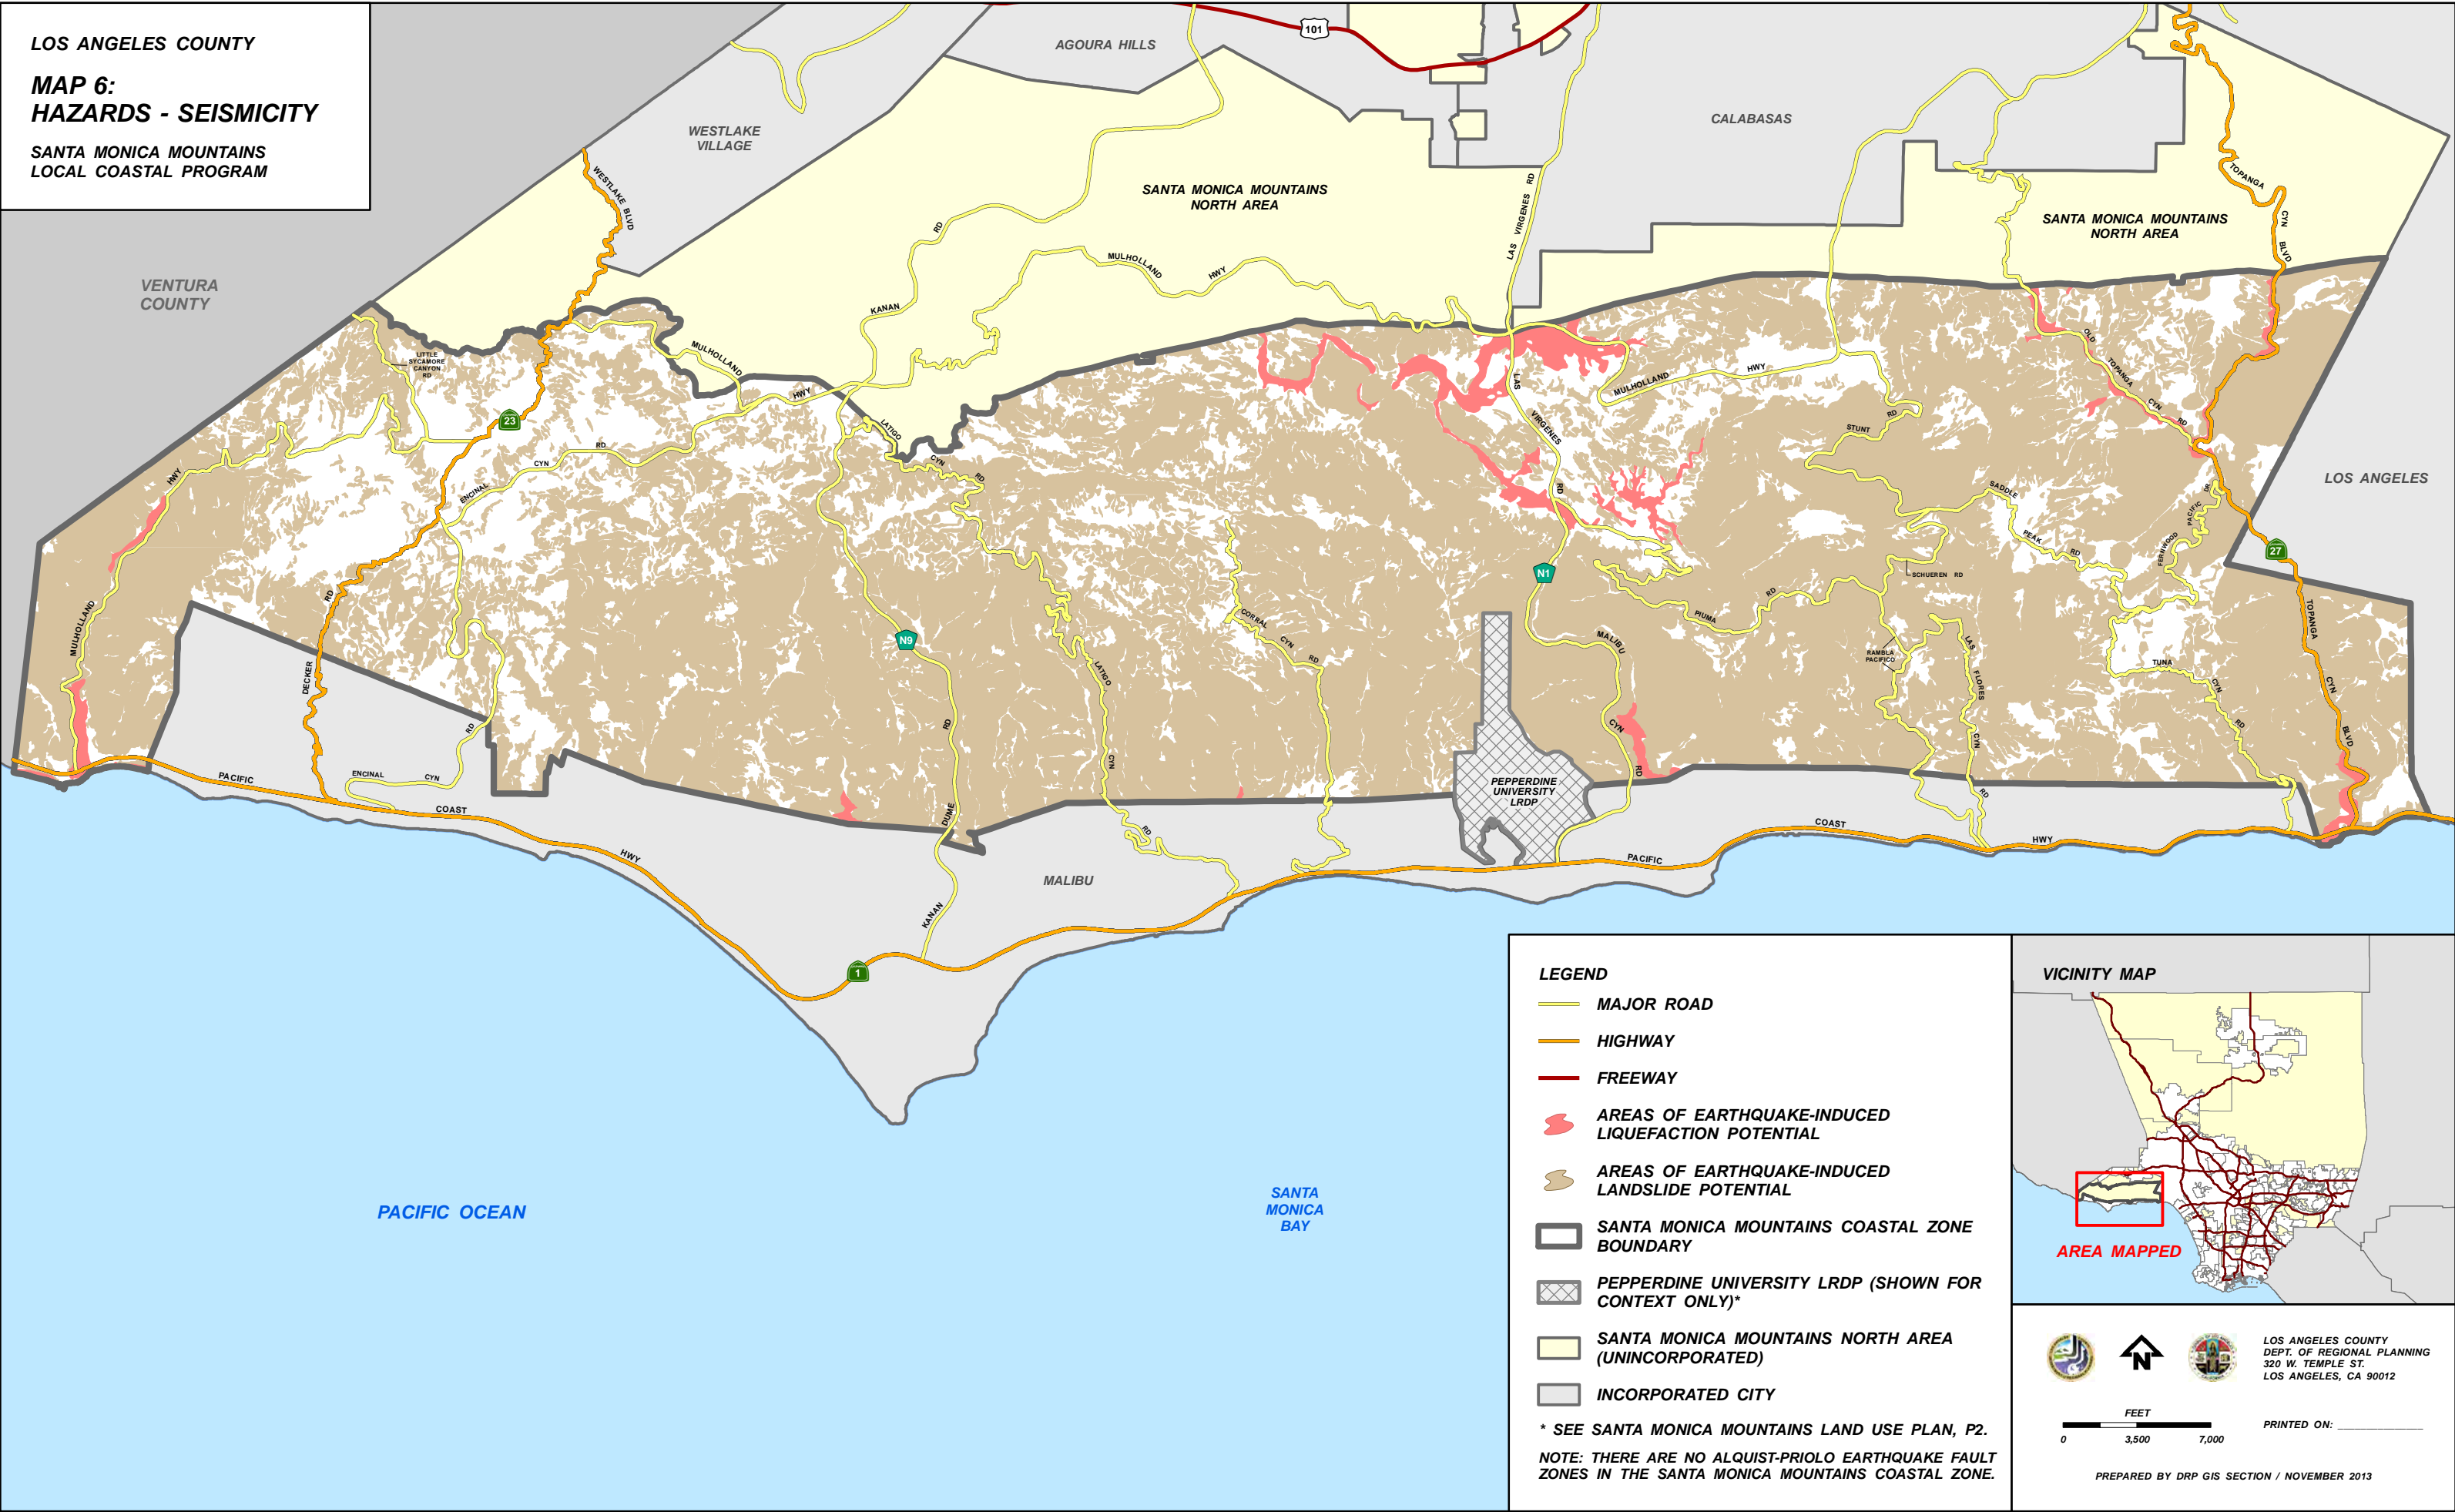 LOS ANGELES COUNTY
MAP 6:
HAZARDS - SEISMICITY
SANTA MONICA MOUNTAINS
LOCAL COASTAL PROGRAM
101
AGOURA HILLS
WESTLAKE
VILLAGE
CALABASAS
VENTURA
COUNTY
LOS ANGELES
MALIBU
SANTA MONICA MOUNTAINS
NORTH AREA
SANTA MONICA MOUNTAINS
NORTH AREA
WESTLAKE BLVD
LITTLE
SYCAMORE
CANYON
RD
23
MULHOLLAND
HWY
MULHOLLAND
HWY
KANAN
RD
MULHOLLAND
HWY
LAS VIRGENES RD
LAS
VIRGENES
RD
MULHOLLAND
HWY
TOPANGA
CYN
BLVD
OLD
TOPANGA
CYN
RD
STUNT
RD
SADDLE
PEAK
RD
FERNWOOD
PACIFIC
DR
27
TOPANGA
CYN
BLVD
SCHUEREN RD
PIUMA
RD
RAMBLA
PACIFICO
LAS
FLORES
CYN
RD
TUNA
CYN
RD
N1
MALIBU
CYN
RD
CORRAL
CYN
RD
LATIGO
CYN
RD
LATIGO
CYN
RD
N9
RD
DUME
KANAN
ENCINAL
CYN
RD
DECKER
RD
RD
ENCINAL
CYN
PACIFIC
COAST
HWY
1
PACIFIC
COAST
HWY
PEPPERDINE
UNIVERSITY
LRDP
PACIFIC OCEAN
SANTA
MONICA
BAY
LEGEND
MAJOR ROAD
HIGHWAY
FREEWAY
AREAS OF EARTHQUAKE-INDUCED
LIQUEFACTION POTENTIAL
AREAS OF EARTHQUAKE-INDUCED
LANDSLIDE POTENTIAL
SANTA MONICA MOUNTAINS COASTAL ZONE
BOUNDARY
PEPPERDINE UNIVERSITY LRDP (SHOWN FOR
CONTEXT ONLY)*
SANTA MONICA MOUNTAINS NORTH AREA
(UNINCORPORATED)
INCORPORATED CITY
* SEE SANTA MONICA MOUNTAINS LAND USE PLAN, P2.
NOTE: THERE ARE NO ALQUIST-PRIOLO EARTHQUAKE FAULT
ZONES IN THE SANTA MONICA MOUNTAINS COASTAL ZONE.
VICINITY MAP
AREA MAPPED
N
LOS ANGELES COUNTY
DEPT. OF REGIONAL PLANNING
320 W. TEMPLE ST.
LOS ANGELES, CA 90012
FEET
0 3,500 7,000
PRINTED ON: ______________
PREPARED BY DRP GIS SECTION / NOVEMBER 2013